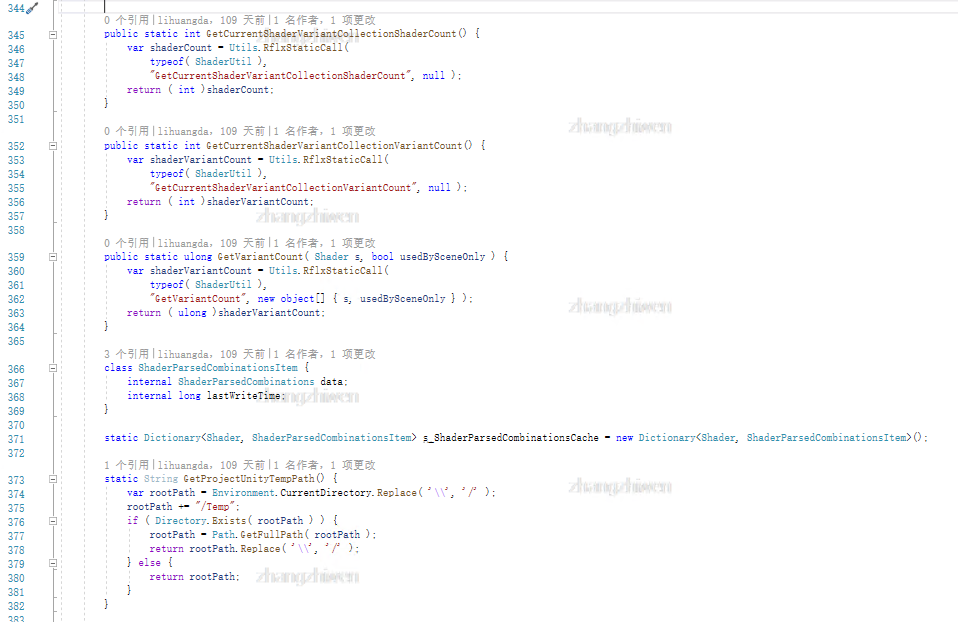 344
0 个引用|lihuangda, 109 天前|1 名作者, 1 项更改
345 public static int GetCurrentShaderVariantCollectionShaderCount() {
346 var shaderCount = Utils.RflxStaticCall(
347 typeof( ShaderUtil ),
348 "GetCurrentShaderVariantCollectionShaderCount", null );
349 return ( int )shaderCount;
350 }
351
0 个引用|lihuangda, 109 天前|1 名作者, 1 项更改
352 public static int GetCurrentShaderVariantCollectionVariantCount() {
353 var shaderVariantCount = Utils.RflxStaticCall(
354 typeof( ShaderUtil ),
355 "GetCurrentShaderVariantCollectionVariantCount", null );
356 return ( int )shaderVariantCount;
357 }
358
0 个引用|lihuangda, 109 天前|1 名作者, 1 项更改
359 public static ulong GetVariantCount( Shader s, bool usedBySceneOnly ) {
360 var shaderVariantCount = Utils.RflxStaticCall(
361 typeof( ShaderUtil ),
362 "GetVariantCount", new object[] { s, usedBySceneOnly } );
363 return ( ulong )shaderVariantCount;
364 }
365
3 个引用|lihuangda, 109 天前|1 名作者, 1 项更改
366 class ShaderParsedCombinationsItem {
367 internal ShaderParsedCombinations data;
368 internal long lastWriteTime;
369 }
370
371 static Dictionary<Shader, ShaderParsedCombinationsItem> s_ShaderParsedCombinationsCache = new Dictionary<Shader, ShaderParsedCombinationsItem>();
372
1 个引用|lihuangda, 109 天前|1 名作者, 1 项更改
373 static String GetProjectUnityTempPath() {
374 var rootPath = Environment.CurrentDirectory.Replace( '\\', '/' );
375 rootPath += "/Temp";
376 if ( Directory.Exists( rootPath ) ) {
377 rootPath = Path.GetFullPath( rootPath );
378 return rootPath.Replace( '\\', '/' );
379 } else {
380 return rootPath;
381 }
382 }
383
zhangzhiwen
zhangzhiwen
zhangzhiwen
zhangzhiwen
zhangzhiwen
zhangzhiwen
zhangzhiwen